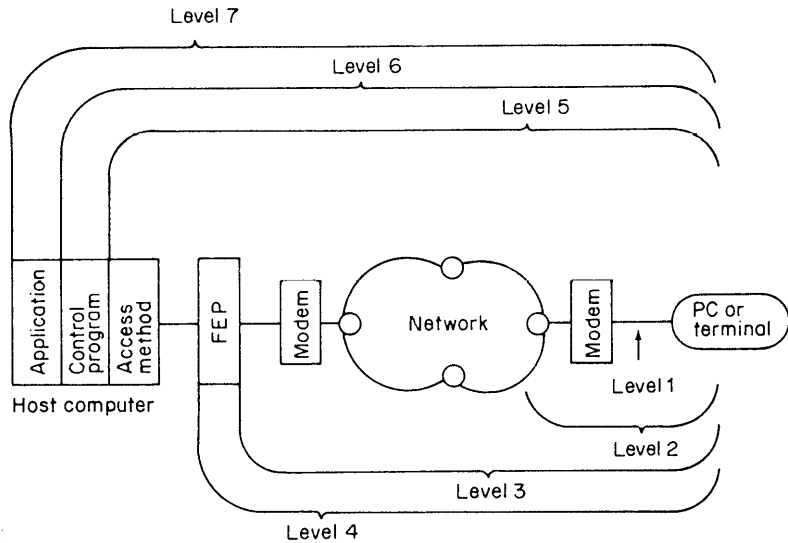 Level 7
Level 6
Level 5
Application
Control
program
Access
method
FEP
Modem
Network
Modem
PC or
terminal
Host computer
Level 1
Level 2
Level 3
Level 4